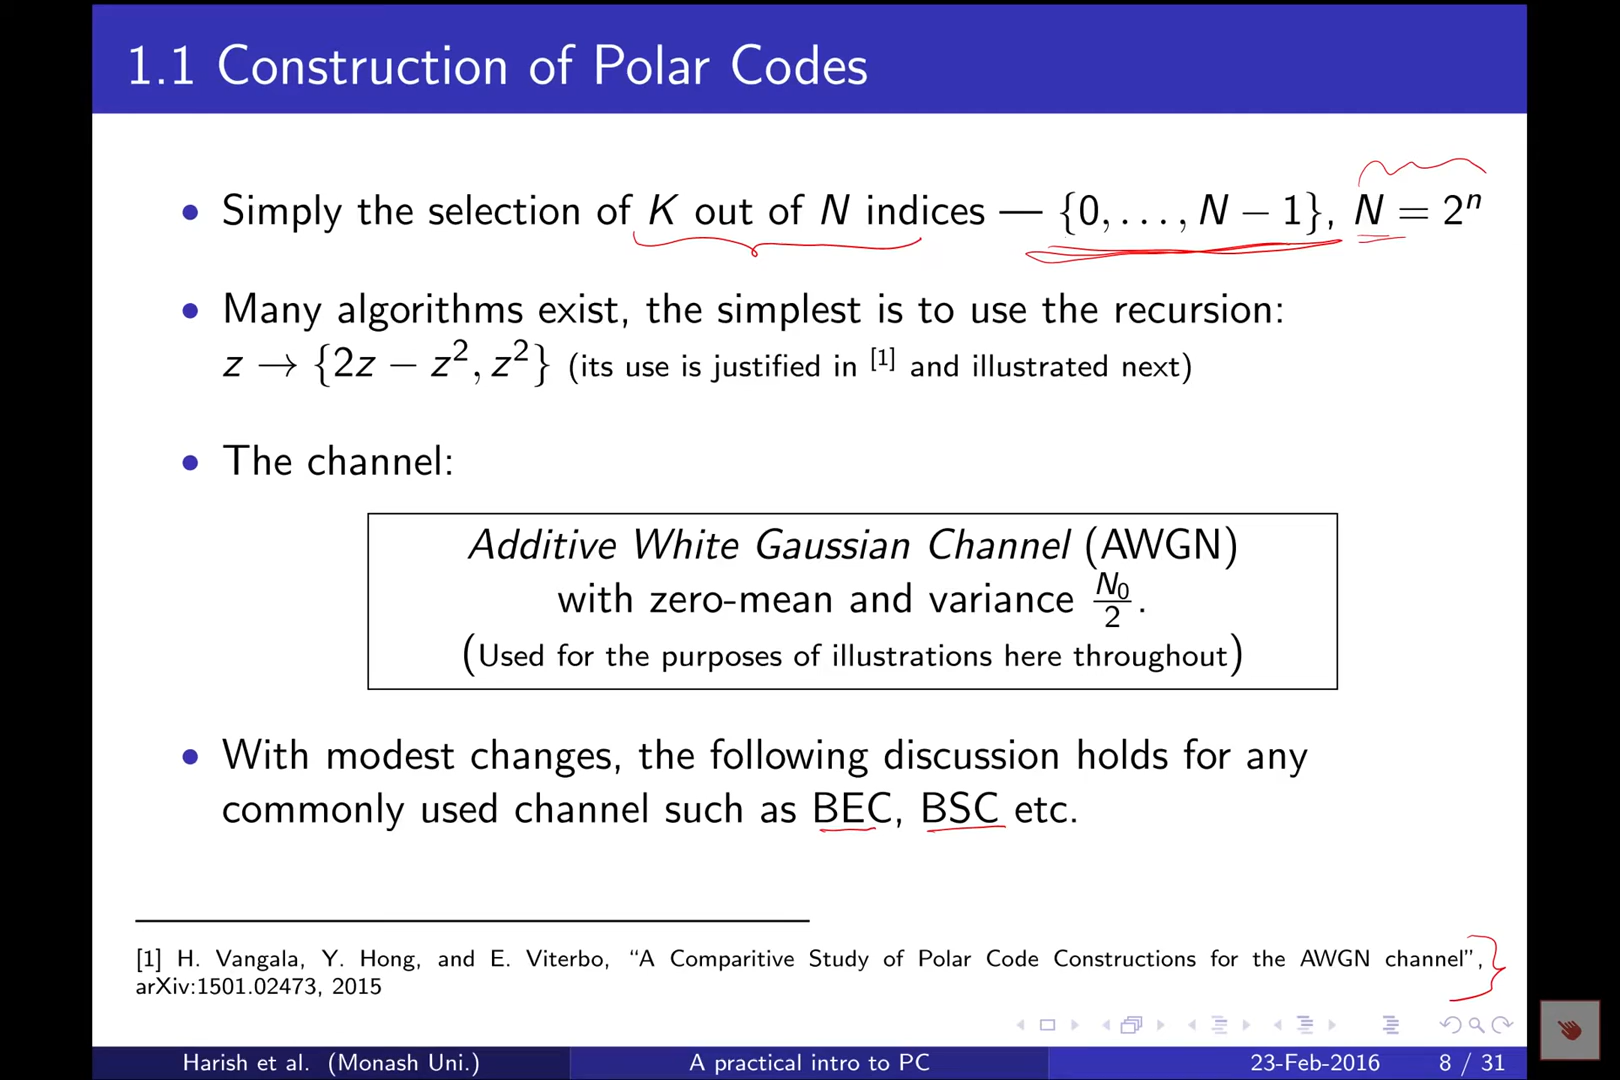 1.1 Construction of Polar Codes
• Simply the selection of K out of N indices — {0, . . . , N − 1}, N = 2ⁿ
• Many algorithms exist, the simplest is to use the recursion:
z → {2z − z², z²} (its use is justified in [1] and illustrated next)
• The channel:
Additive White Gaussian Channel (AWGN)
with zero-mean and variance N₀/2.
(Used for the purposes of illustrations here throughout)
• With modest changes, the following discussion holds for any
commonly used channel such as BEC, BSC etc.
[1] H. Vangala, Y. Hong, and E. Viterbo, “A Comparitive Study of Polar Code Constructions for the AWGN channel”,
arXiv:1501.02473, 2015
Harish et al. (Monash Uni.) A practical intro to PC 23-Feb-2016 8 / 31